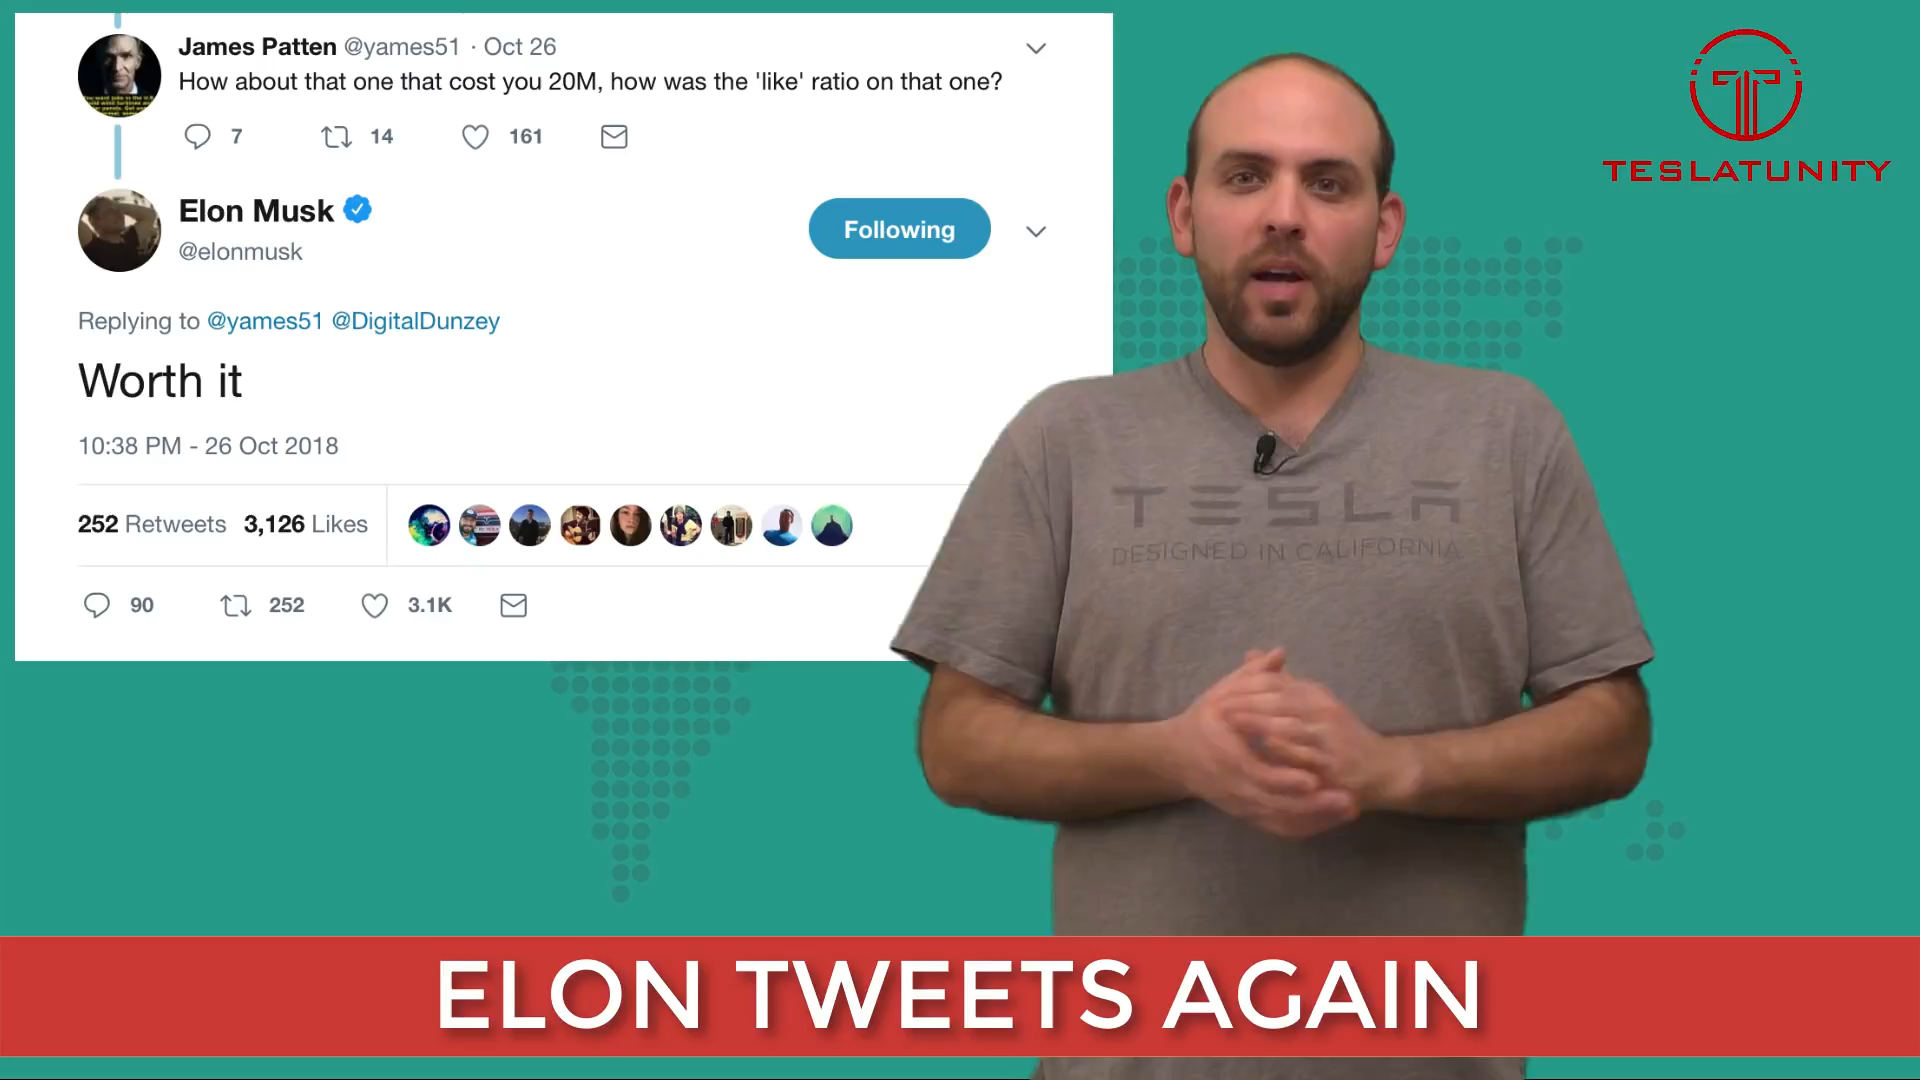 James Patten @yames51 · Oct 26
How about that one that cost you 20M, how was the 'like' ratio on that one?
7 14 161
Elon Musk
@elonmusk
Following
Replying to @yames51 @DigitalDunzey
Worth it
10:38 PM - 26 Oct 2018
252 Retweets 3,126 Likes
90 252 3.1K
TESLATUNITY
TESLA
DESIGNED IN CALIFORNIA
ELON TWEETS AGAIN